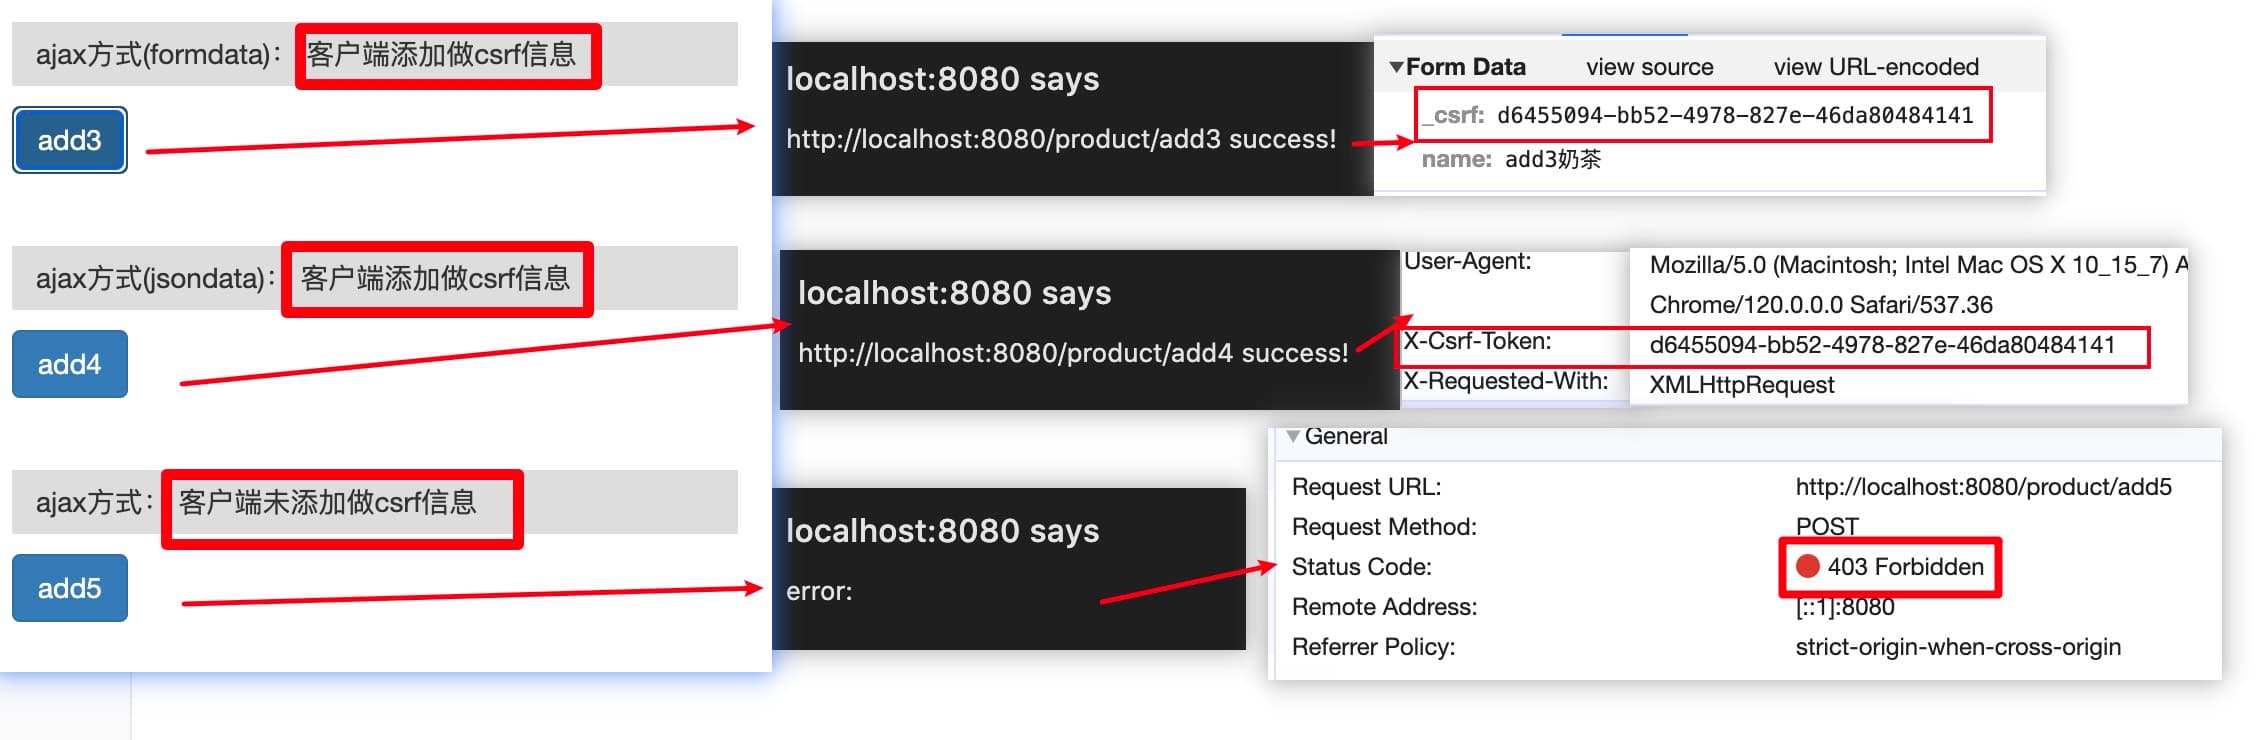 ajax方式(formdata)： 客户端添加做csrf信息
add3
localhost:8080 says
http://localhost:8080/product/add3 success!
Form Data view source view URL-encoded
_csrf: d6455094-bb52-4978-827e-46da80484141
name: add3奶茶
ajax方式(jsondata)： 客户端添加做csrf信息
add4
localhost:8080 says
http://localhost:8080/product/add4 success!
User-Agent: Mozilla/5.0 (Macintosh; Intel Mac OS X 10_15_7) A
Chrome/120.0.0.0 Safari/537.36
X-Csrf-Token: d6455094-bb52-4978-827e-46da80484141
X-Requested-With: XMLHttpRequest
ajax方式： 客户端未添加做csrf信息
add5
localhost:8080 says
error:
General
Request URL: http://localhost:8080/product/add5
Request Method: POST
Status Code: 403 Forbidden
Remote Address: [::1]:8080
Referrer Policy: strict-origin-when-cross-origin